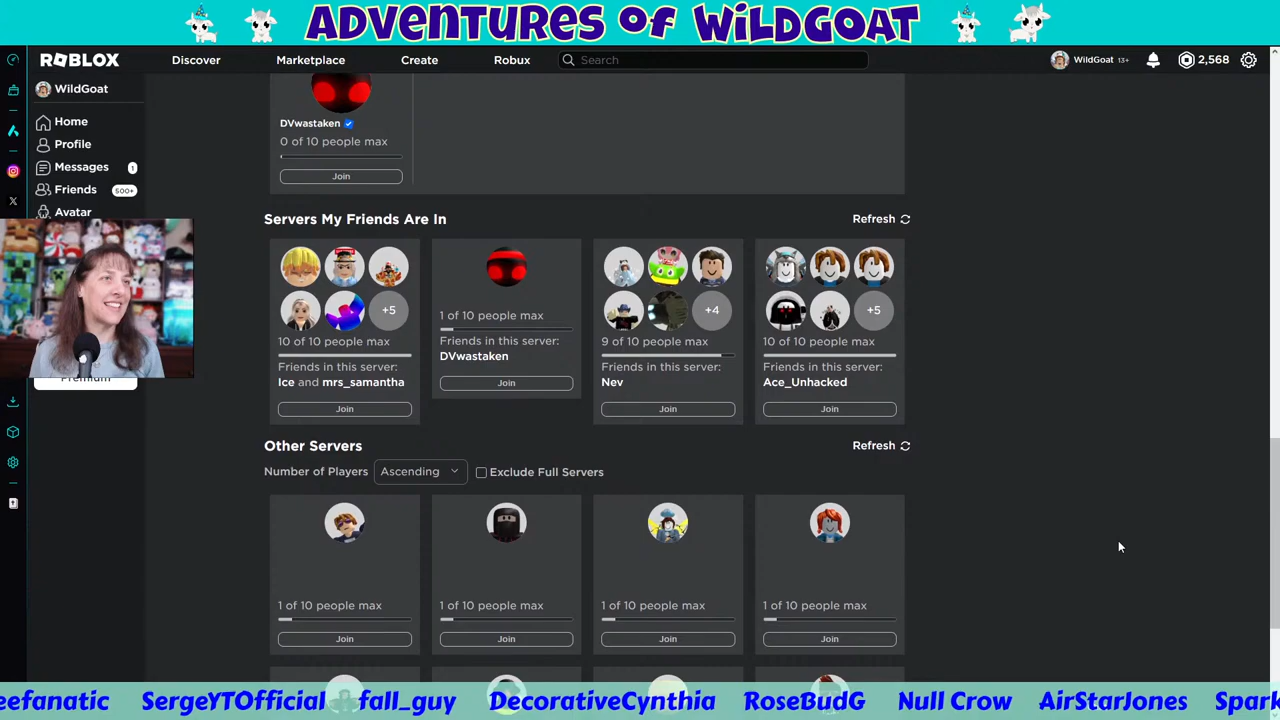 ADVENTURES OF WILDGOAT
ROBLOX
Discover
Marketplace
Create
Robux
Search
WildGoat 13+
2,568
WildGoat
Home
Profile
Messages
1
Friends
500+
Avatar
Premium
DVwastaken
0 of 10 people max
Join
Servers My Friends Are In
Refresh
+5
10 of 10 people max
Friends in this server:
Ice and mrs_samantha
Join
1 of 10 people max
Friends in this server:
DVwastaken
Join
+4
9 of 10 people max
Friends in this server:
Nev
Join
+5
10 of 10 people max
Friends in this server:
Ace_Unhacked
Join
Other Servers
Refresh
Number of Players
Ascending
Exclude Full Servers
1 of 10 people max
Join
1 of 10 people max
Join
1 of 10 people max
Join
1 of 10 people max
Join
eefanatic SergeYTOfficial fall_guy DecorativeCynthia RoseBudG Null Crow AirStarJones Spark